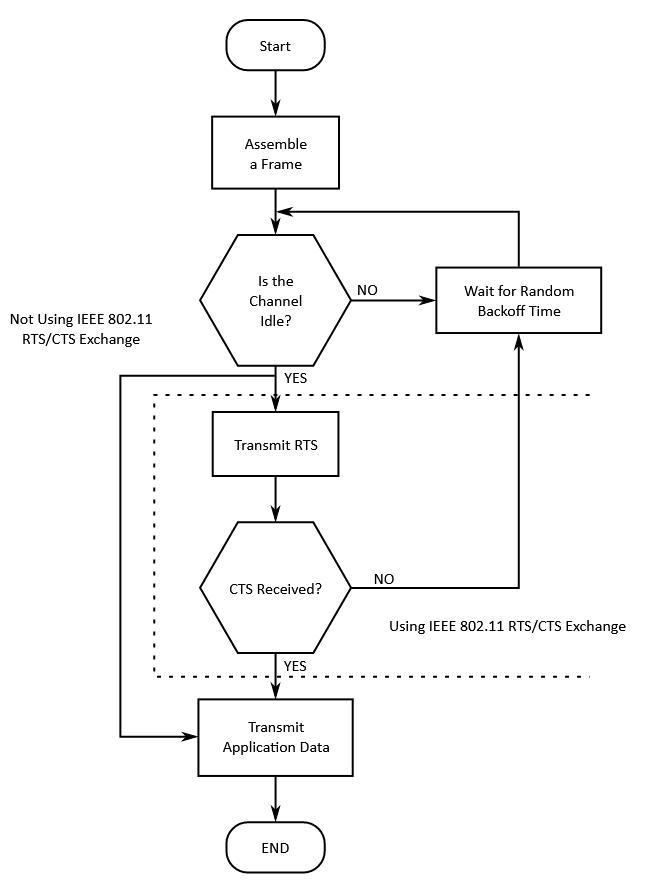 Start
Assemble
a Frame
Is the
Channel
Idle?
NO
Wait for Random
Backoff Time
Not Using IEEE 802.11
RTS/CTS Exchange
YES
Transmit RTS
CTS Received?
NO
Using IEEE 802.11 RTS/CTS Exchange
YES
Transmit
Application Data
END